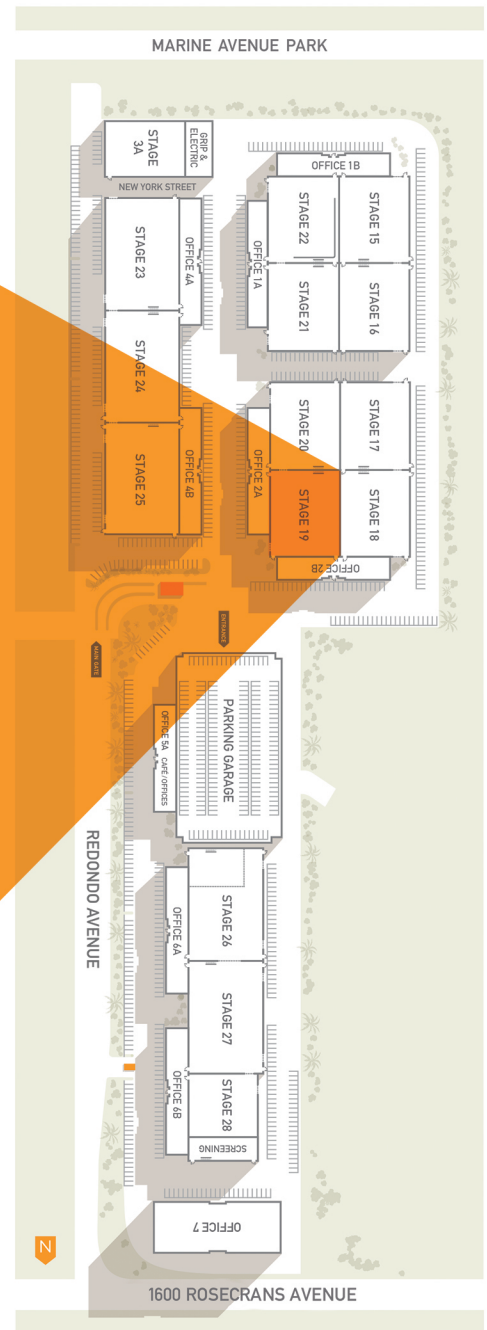 MARINE AVENUE PARK
STAGE
3A
GRIP &
ELECTRIC
NEW YORK STREET
OFFICE 1B
STAGE 23
OFFICE 4A
OFFICE 1A
STAGE 22
STAGE 15
STAGE 21
STAGE 16
STAGE 24
STAGE 25
OFFICE 4B
OFFICE 2A
STAGE 20
STAGE 17
STAGE 19
STAGE 18
OFFICE 2B
ENTRANCE
MAIN GATE
OFFICE 5A CAFÉ/OFFICES
PARKING GARAGE
REDONDO AVENUE
OFFICE 6A
STAGE 26
STAGE 27
OFFICE 6B
STAGE 28
SCREENING
OFFICE 7
N
1600 ROSECRANS AVENUE